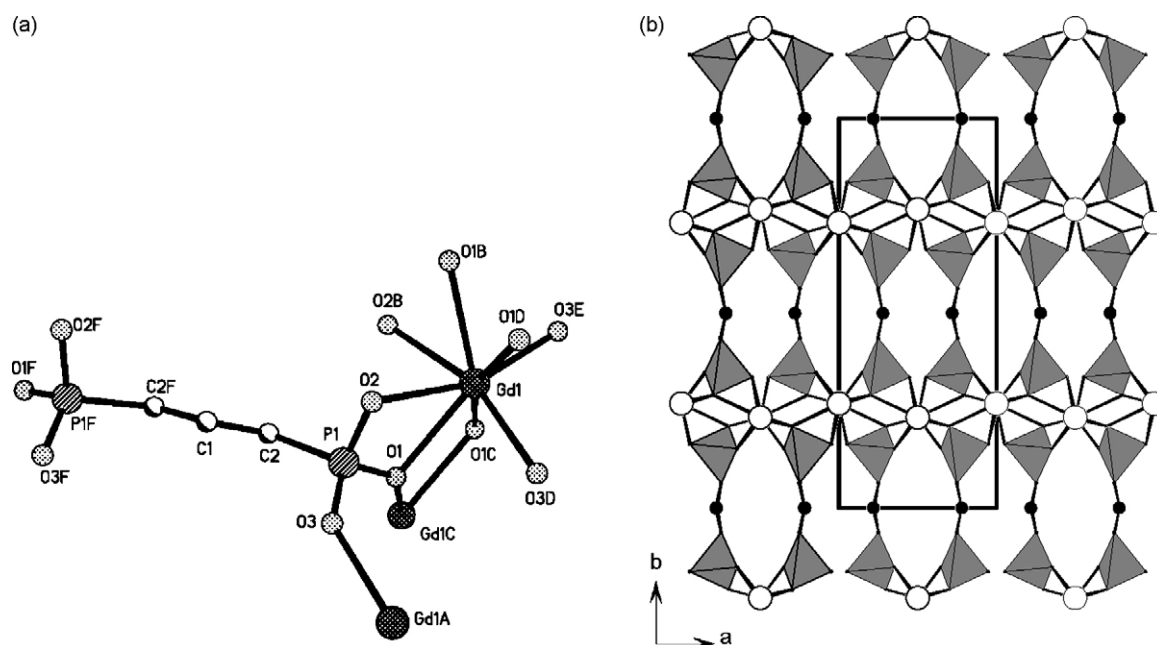 (a)
(b)
O1B
O2B
O1D
O3E
O2F
O1F
C2F
O2
Gd1
P1F
C1
C2
P1
O1
O1C
O3F
O3D
O3
Gd1C
Gd1A
b
a